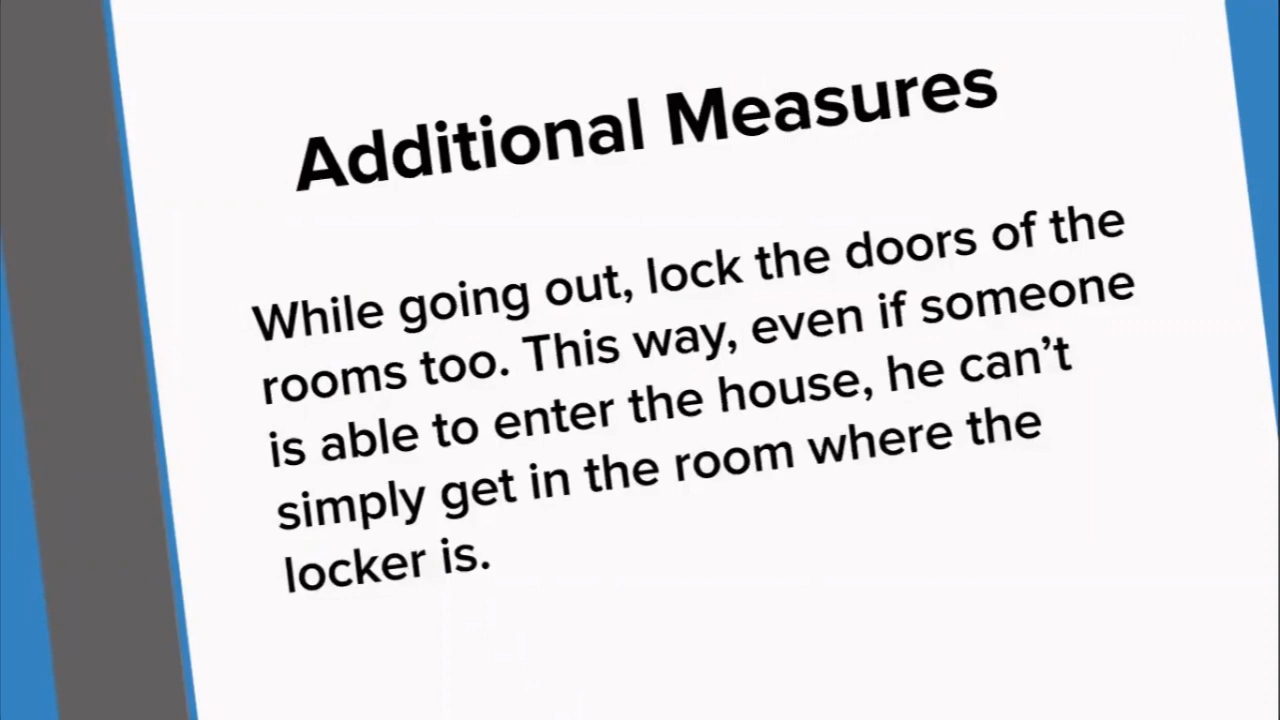 Additional Measures
While going out, lock the doors of the
rooms too. This way, even if someone
is able to enter the house, he can’t
simply get in the room where the
locker is.